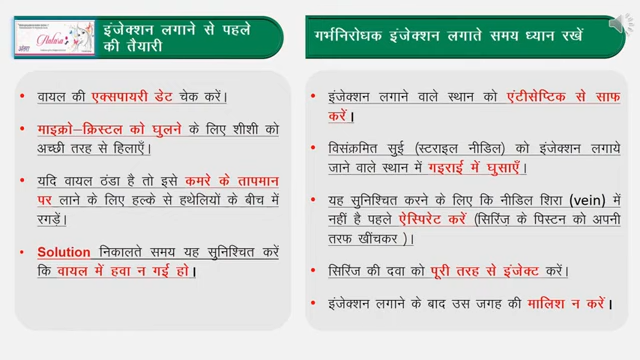 Antara
इंजेक्शन लगाने से पहले
की तैयारी
• वायल की एक्सपायरी डेट चेक करें।
• माइक्रो–क्रिस्टल को घुलने के लिए शीशी को
अच्छी तरह से हिलाएँ।
• यदि वायल ठंडा है तो इसे कमरे के तापमान
पर लाने के लिए हल्के से हथेलियों के बीच में
रगड़ें।
• Solution निकालते समय यह सुनिश्चित करें
कि वायल में हवा न गई हो।
गर्भनिरोधक इंजेक्शन लगाते समय ध्यान रखें
• इंजेक्शन लगाने वाले स्थान को एंटीसेप्टिक से साफ
करें।
• विसंक्रमित सुई (स्टराइल नीडिल) को इंजेक्शन लगाये
जाने वाले स्थान में गइराई में घुसाएँ।
• यह सुनिश्चित करने के लिए कि नीडिल शिरा (vein) में
नहीं है पहले ऐस्पिरेट करें (सिरिंज के पिस्टन को अपनी
तरफ खींचकर )।
• सिरिंज की दवा को पूरी तरह से इंजेक्ट करें।
• इंजेक्शन लगाने के बाद उस जगह की मालिश न करें।